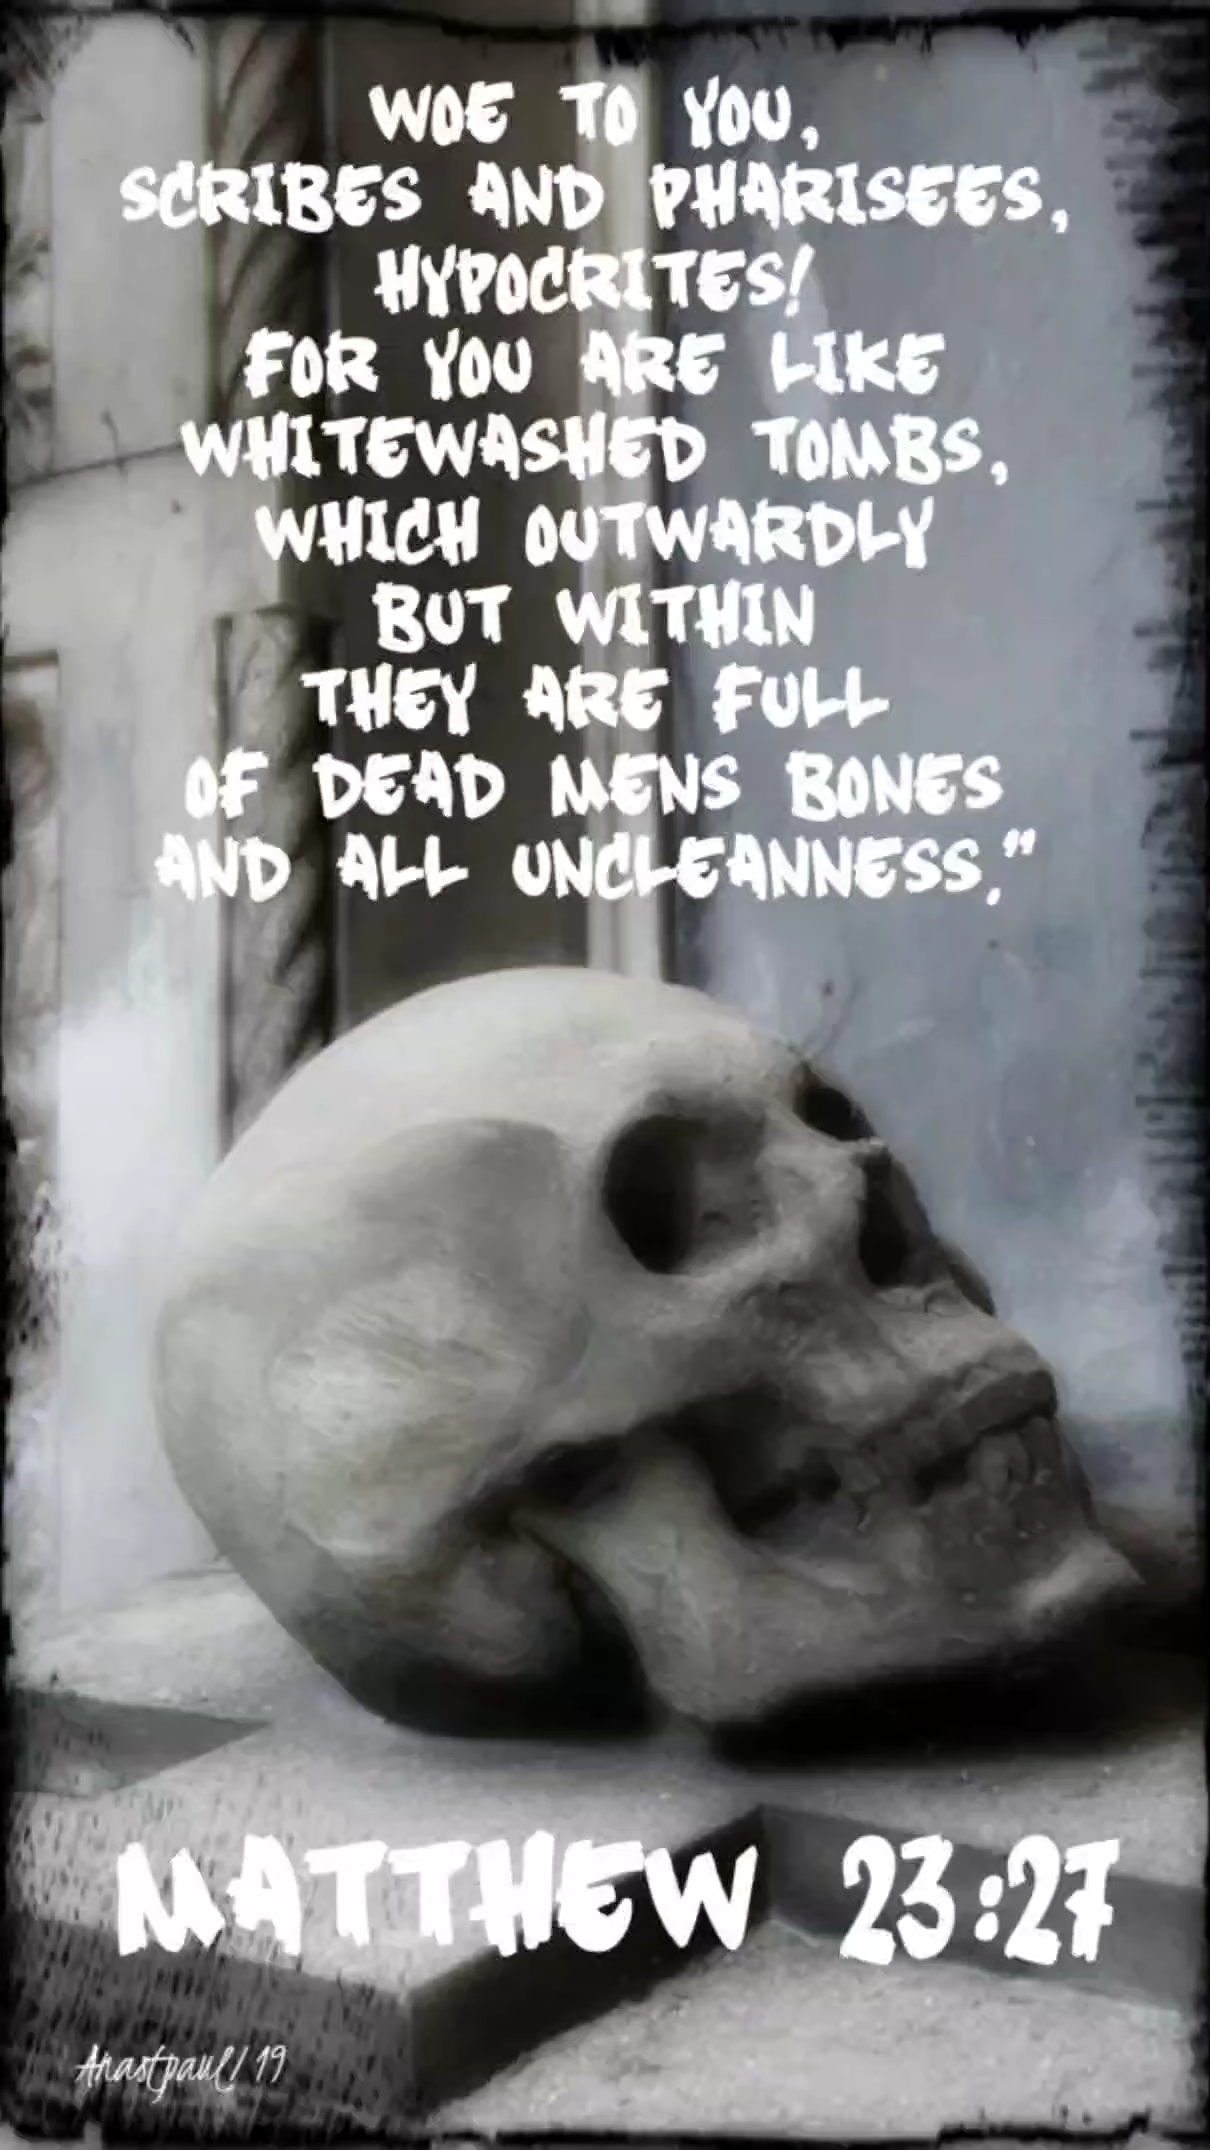 WOE TO YOU,
SCRIBES AND PHARISEES,
HYPOCRITES!
FOR YOU ARE LIKE
WHITEWASHED TOMBS,
WHICH OUTWARDLY
BUT WITHIN
THEY ARE FULL
OF DEAD MENS BONES
AND ALL UNCLEANNESS."
MATTHEW 23:27
Anastpaul/19